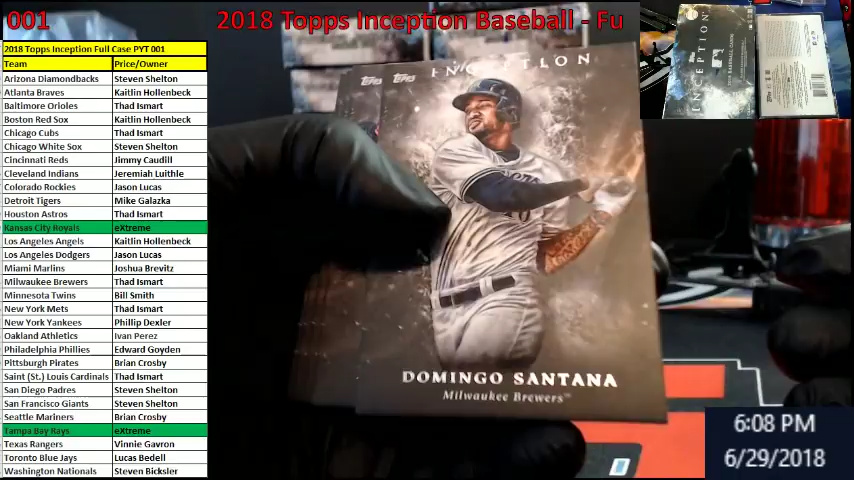 001
2018 Topps Inception Baseball - Fu
2018 Topps Inception Full Case PYT 001
Team Price/Owner
Arizona Diamondbacks Steven Shelton
Atlanta Braves Kaitlin Hollenbeck
Baltimore Orioles Thad Ismart
Boston Red Sox Kaitlin Hollenbeck
Chicago Cubs Thad Ismart
Chicago White Sox Steven Shelton
Cincinnati Reds Jimmy Caudill
Cleveland Indians Jeremiah Luithle
Colorado Rockies Jason Lucas
Detroit Tigers Mike Galazka
Houston Astros Thad Ismart
Kansas City Royals eXtreme
Los Angeles Angels Kaitlin Hollenbeck
Los Angeles Dodgers Jason Lucas
Miami Marlins Joshua Brevitz
Milwaukee Brewers Thad Ismart
Minnesota Twins Bill Smith
New York Mets Thad Ismart
New York Yankees Phillip Dexler
Oakland Athletics Ivan Perez
Philadelphia Phillies Edward Goyden
Pittsburgh Pirates Brian Crosby
Saint (St.) Louis Cardinals Thad Ismart
San Diego Padres Steven Shelton
San Francisco Giants Steven Shelton
Seattle Mariners Brian Crosby
Tampa Bay Rays eXtreme
Texas Rangers Vinnie Gavron
Toronto Blue Jays Lucas Bedell
Washington Nationals Steven Bicksler
Topps Topps INCEPTION
DOMINGO SANTANA
Milwaukee Brewers™
INCEPTION
6:08 PM
6/29/2018